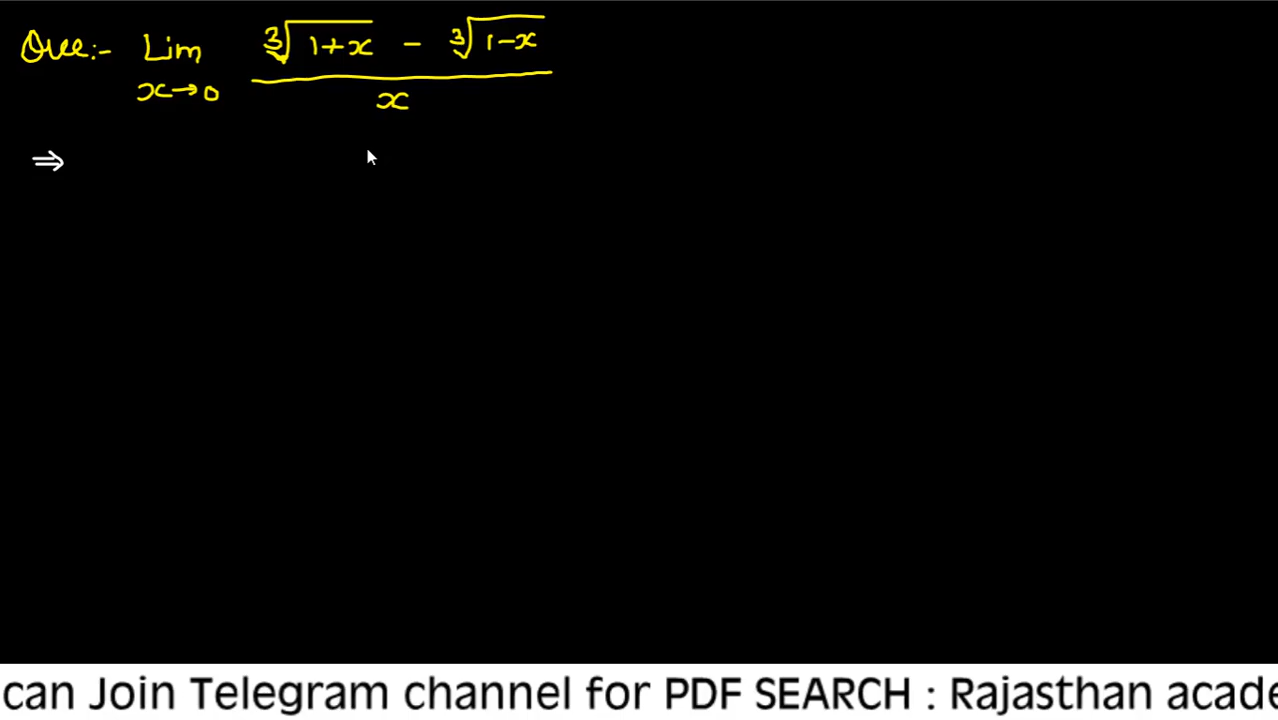 Que:- Lim x→0 (∛(1+x) - ∛(1-x)) / x
⇒
can Join Telegram channel for PDF SEARCH : Rajasthan acade